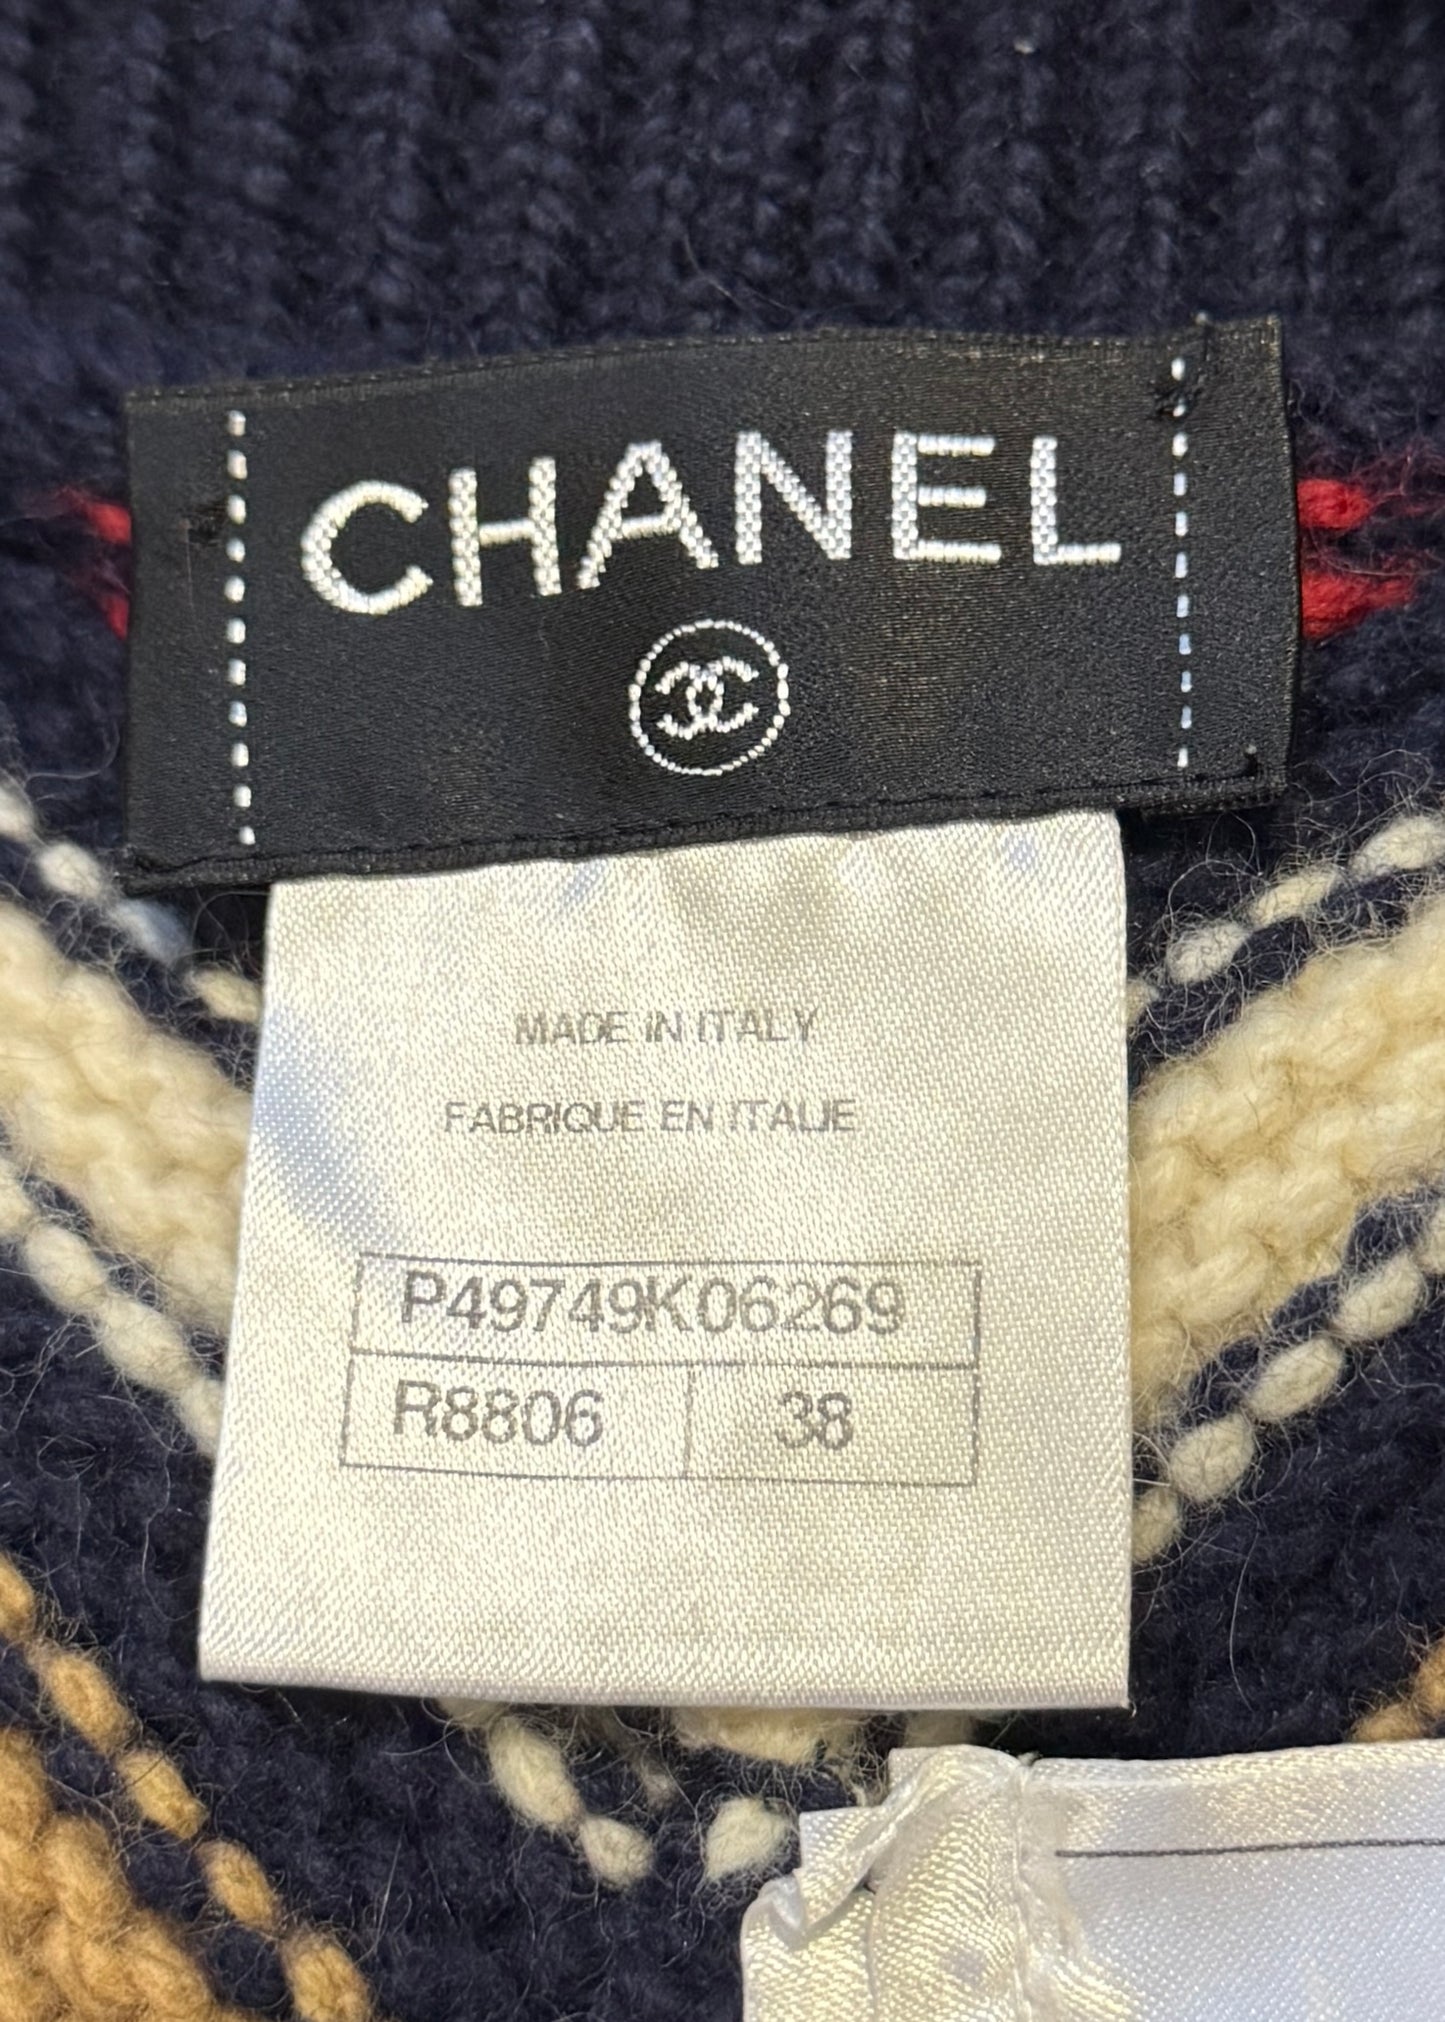 CHANEL
MADE IN ITALY
FABRIQUE EN ITALIE
P49749K06269
R8806 38